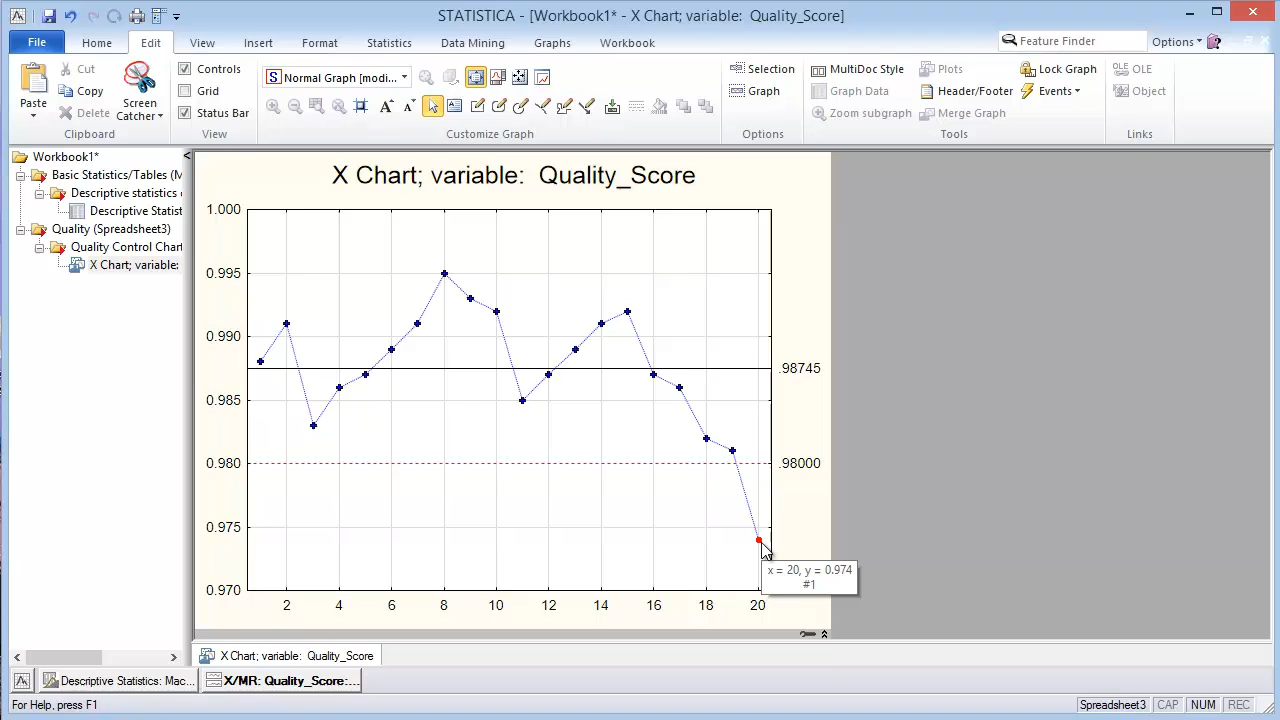 STATISTICA - [Workbook1* - X Chart; variable:  Quality_Score]
File Home Edit View Insert Format Statistics Data Mining Graphs Workbook Feature Finder Options
Paste Cut Copy Delete Screen Catcher Clipboard
Controls Grid Status Bar View
Normal Graph [modi... Customize Graph
Selection Graph Options
MultiDoc Style Graph Data Zoom subgraph Plots Header/Footer Merge Graph Lock Graph Events Tools
OLE Object Links
Workbook1*
Basic Statistics/Tables (M
Descriptive statistics
Descriptive Statist
Quality (Spreadsheet3)
Quality Control Chart
X Chart; variable:
X Chart; variable:  Quality_Score
1.000
0.995
0.990
0.985
0.980
0.975
0.970
.98745
.98000
x = 20, y = 0.974
#1
2 4 6 8 10 12 14 16 18 20
X Chart; variable:  Quality_Score
Descriptive Statistics: Mac... X/MR: Quality_Score:...
For Help, press F1 Spreadsheet3 CAP NUM REC